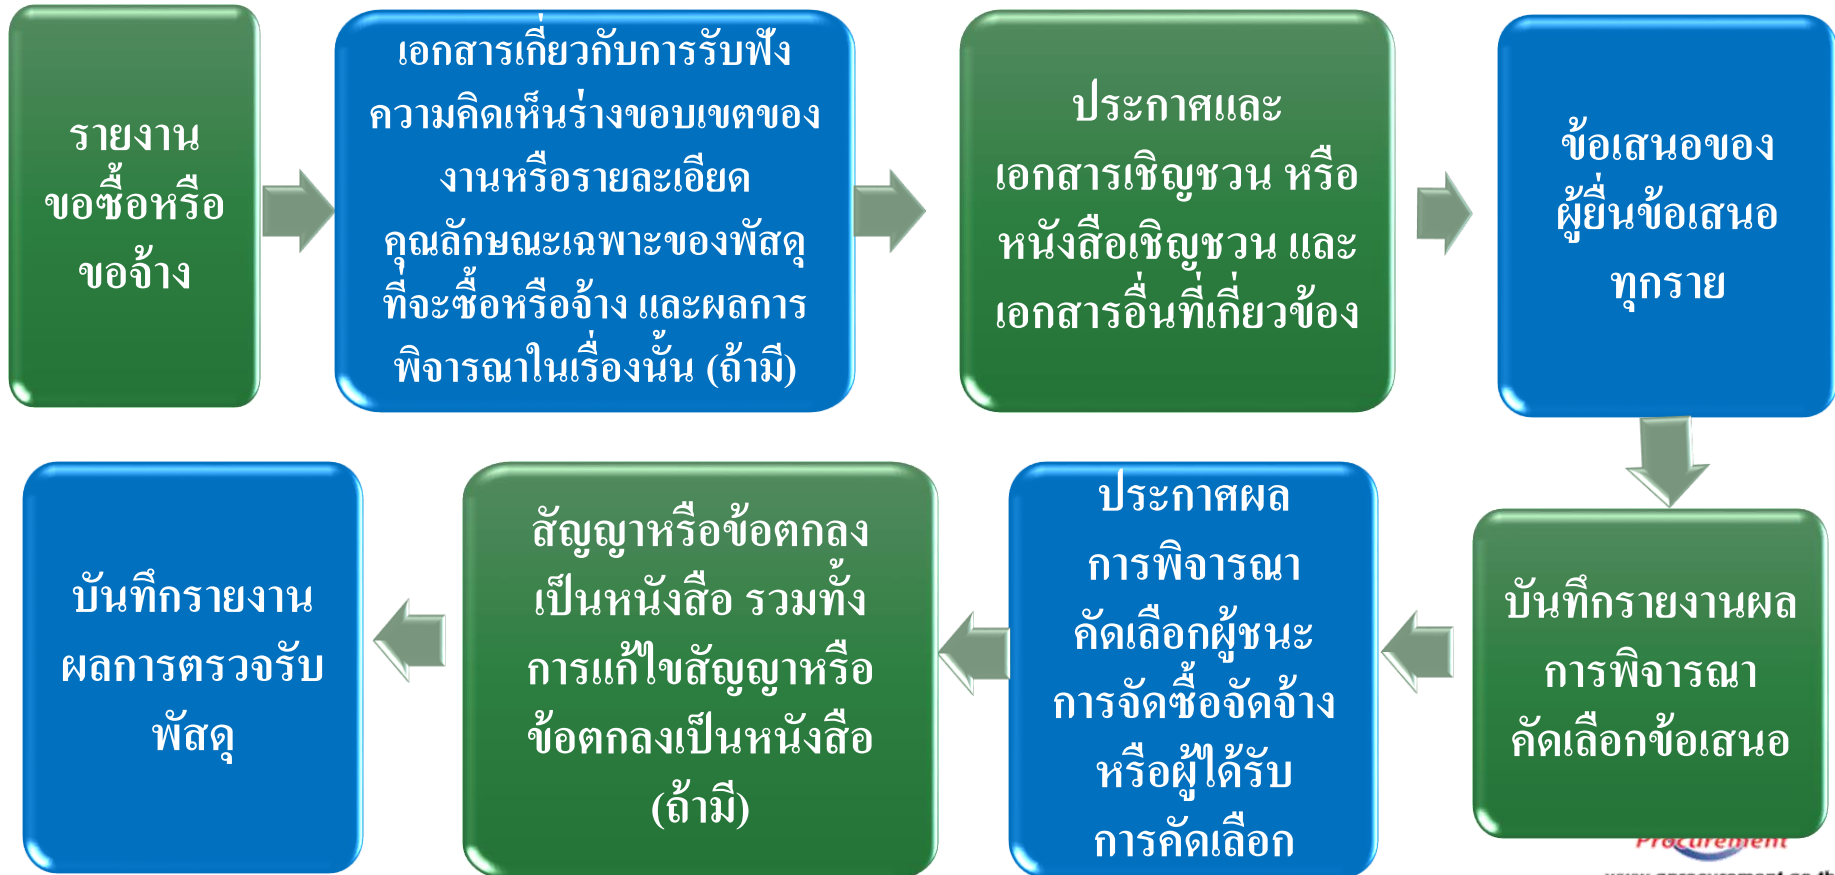 รายงาน
ขอซื้อหรือ
ขอจ้าง
เอกสารเกี่ยวกับการรับฟัง
ความคิดเห็นร่างขอบเขตของ
งานหรือรายละเอียด
คุณลักษณะเฉพาะของพัสดุ
ที่จะซื้อหรือจ้าง และผลการ
พิจารณาในเรื่องนั้น (ถ้ามี)
ประกาศและ
เอกสารเชิญชวน หรือ
หนังสือเชิญชวน และ
เอกสารอื่นที่เกี่ยวข้อง
ข้อเสนอของ
ผู้ยื่นข้อเสนอ
ทุกราย
บันทึกรายงานผล
การพิจารณา
คัดเลือกข้อเสนอ
ประกาศผล
การพิจารณา
คัดเลือกผู้ชนะ
การจัดซื้อจัดจ้าง
หรือผู้ได้รับ
การคัดเลือก
สัญญาหรือข้อตกลง
เป็นหนังสือ รวมทั้ง
การแก้ไขสัญญาหรือ
ข้อตกลงเป็นหนังสือ
(ถ้ามี)
บันทึกรายงาน
ผลการตรวจรับ
พัสดุ
Procurement